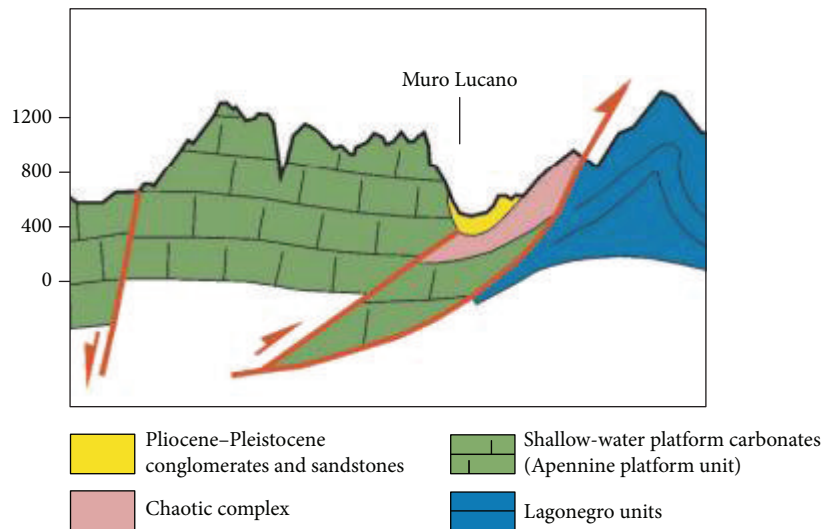 Muro Lucano
1200
800
400
0
Pliocene–Pleistocene
conglomerates and sandstones
Chaotic complex
Shallow-water platform carbonates
(Apennine platform unit)
Lagonegro units